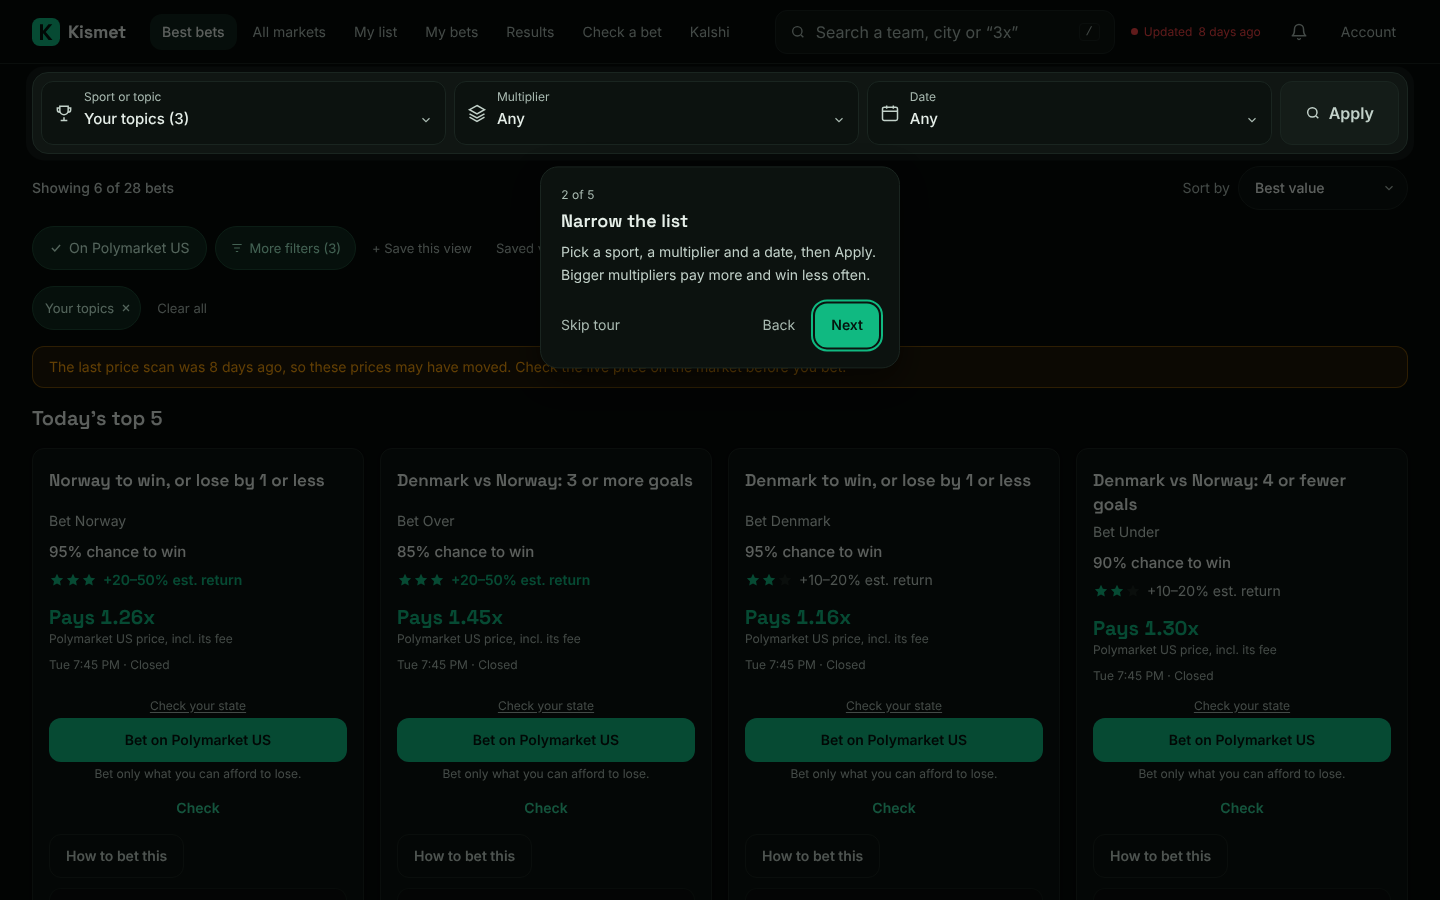 Kismet
Best bets
All markets
My list
My bets
Results
Check a bet
Kalshi
Search a team, city or “3x”
/
Updated 8 days ago
Account
Sport or topic
Your topics (3)
Multiplier
Any
Date
Any
Apply
Showing 6 of 28 bets
Sort by
Best value
On Polymarket US
More filters (3)
+ Save this view
Saved
2 of 5
Narrow the list
Pick a sport, a multiplier and a date, then Apply.
Bigger multipliers pay more and win less often.
Skip tour
Back
Next
Your topics ×
Clear all
The last price scan was 8 days ago, so these prices may have moved. Check the live price on the market before you bet.
Today’s top 5
Norway to win, or lose by 1 or less
Bet Norway
95% chance to win
+20–50% est. return
Pays 1.26x
Polymarket US price, incl. its fee
Tue 7:45 PM · Closed
Check your state
Bet on Polymarket US
Bet only what you can afford to lose.
Check
How to bet this
Denmark vs Norway: 3 or more goals
Bet Over
85% chance to win
+20–50% est. return
Pays 1.45x
Polymarket US price, incl. its fee
Tue 7:45 PM · Closed
Check your state
Bet on Polymarket US
Bet only what you can afford to lose.
Check
How to bet this
Denmark to win, or lose by 1 or less
Bet Denmark
95% chance to win
+10–20% est. return
Pays 1.16x
Polymarket US price, incl. its fee
Tue 7:45 PM · Closed
Check your state
Bet on Polymarket US
Bet only what you can afford to lose.
Check
How to bet this
Denmark vs Norway: 4 or fewer
goals
Bet Under
90% chance to win
+10–20% est. return
Pays 1.30x
Polymarket US price, incl. its fee
Tue 7:45 PM · Closed
Check your state
Bet on Polymarket US
Bet only what you can afford to lose.
Check
How to bet this